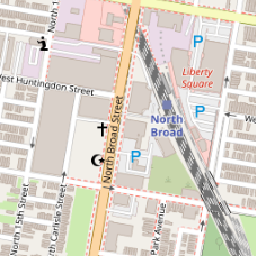 North 1
West Huntingdon Street
North Broad Street
North
Broad
Liberty
Square
P
P
P
We
North 15th Street
North Carlisle Street
Park Avenue